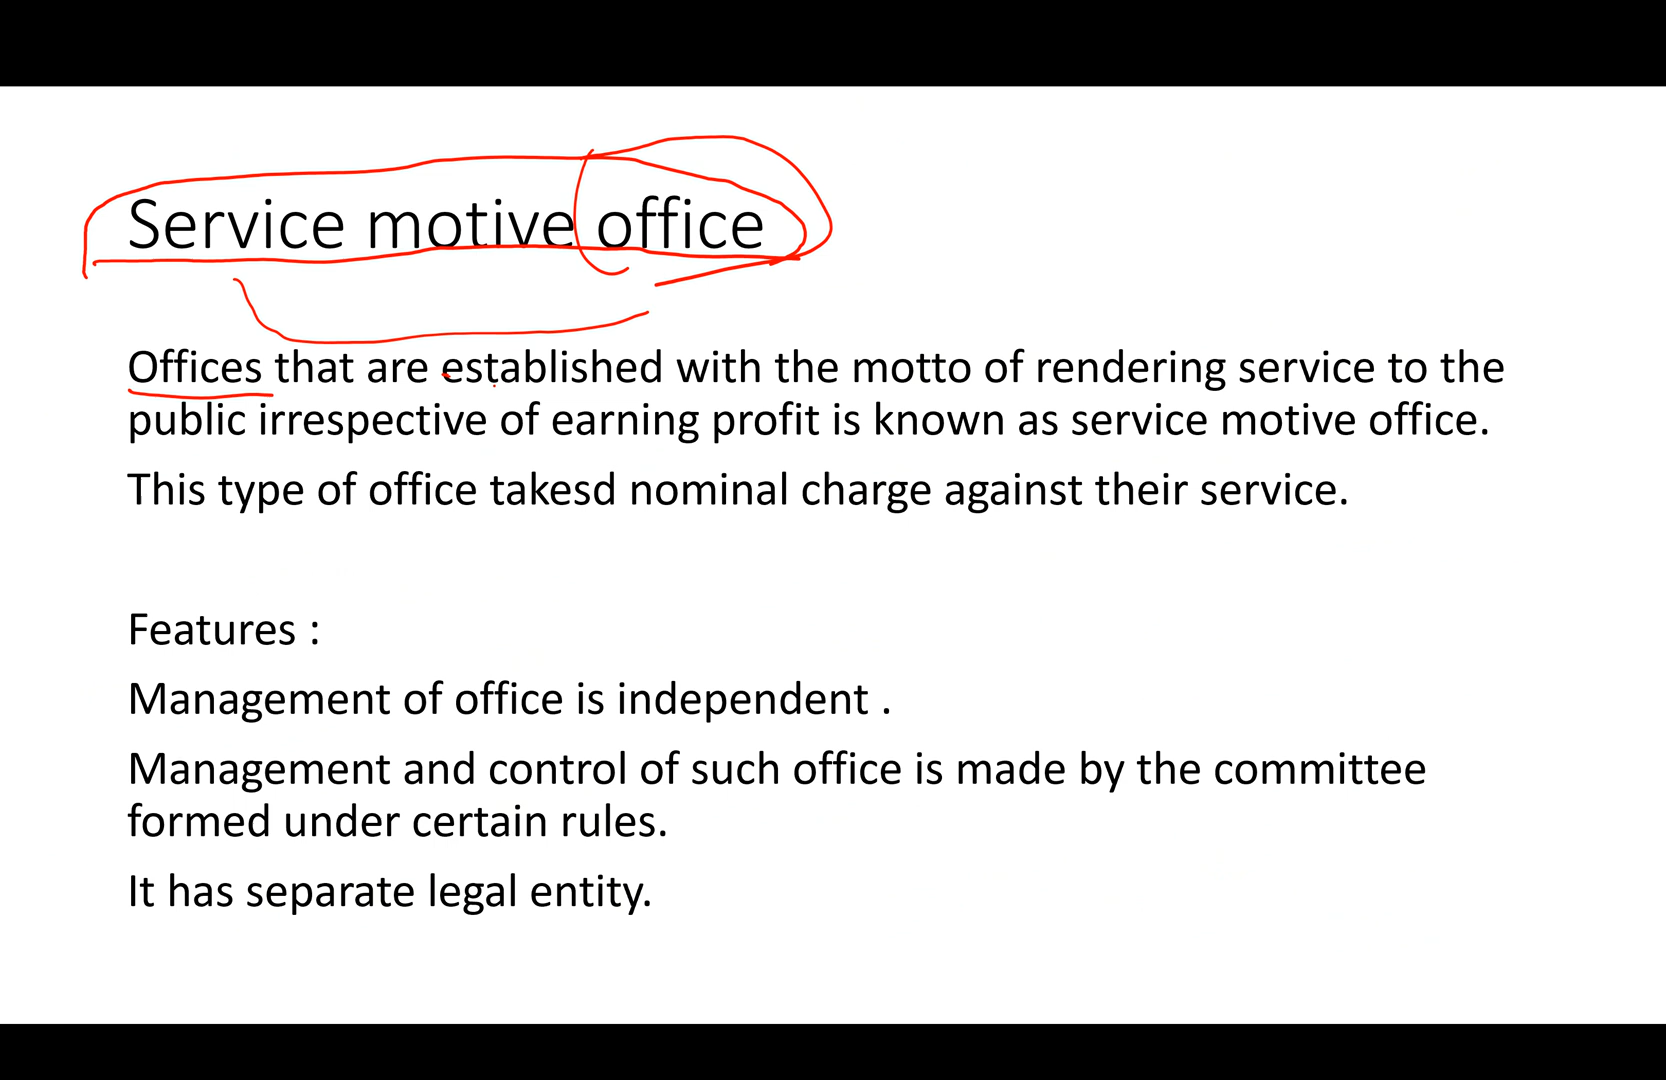 Service motive office
Offices that are established with the motto of rendering service to the
public irrespective of earning profit is known as service motive office.
This type of office takesd nominal charge against their service.
Features :
Management of office is independent .
Management and control of such office is made by the committee
formed under certain rules.
It has separate legal entity.